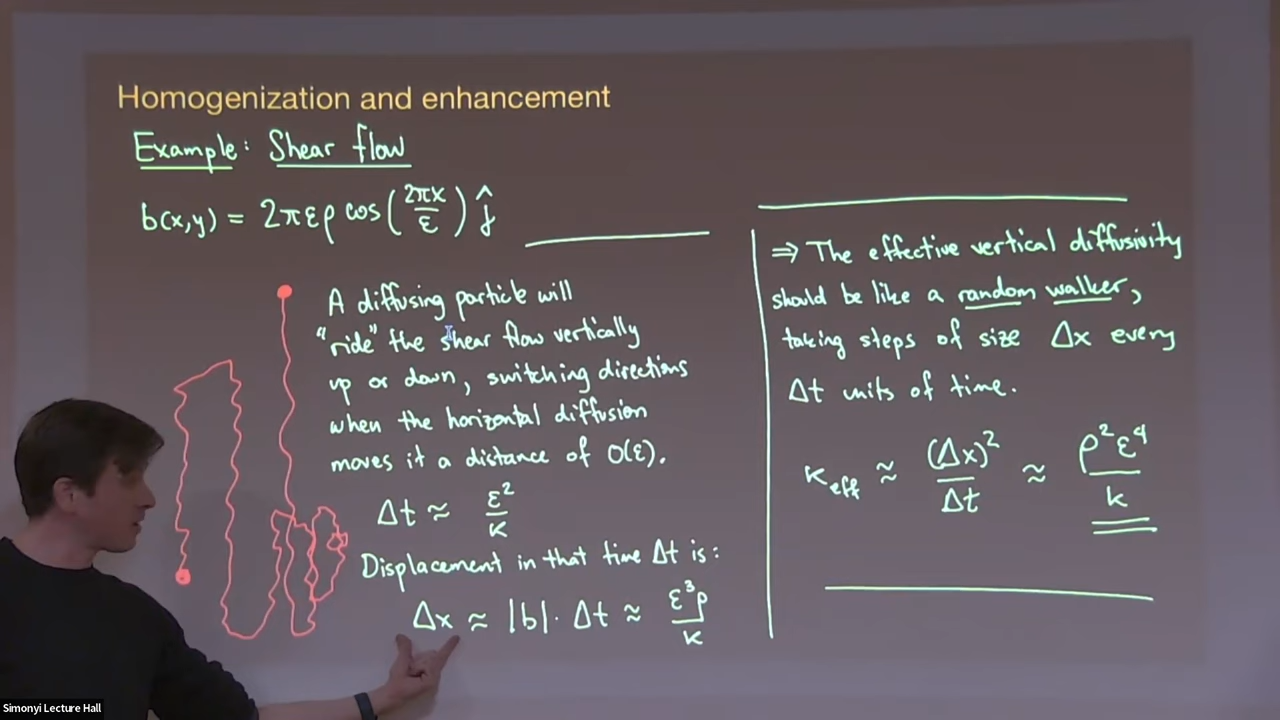 Homogenization and enhancement
Example: Shear flow
b(x,y) = 2περ cos(2πx/ε) ĵ
A diffusing particle will
"ride" the shear flow vertically
up or down, switching directions
when the horizontal diffusion
moves it a distance of O(ε).
Δt ≈ ε²/κ
Displacement in that time Δt is:
Δx ≈ |b|· Δt ≈ ε³ρ/κ
⇒ The effective vertical diffusivity
should be like a random walker,
taking steps of size Δx every
Δt units of time.
κ_eff ≈ (Δx)²/Δt ≈ ρ²ε⁴/κ
Simonyi Lecture Hall